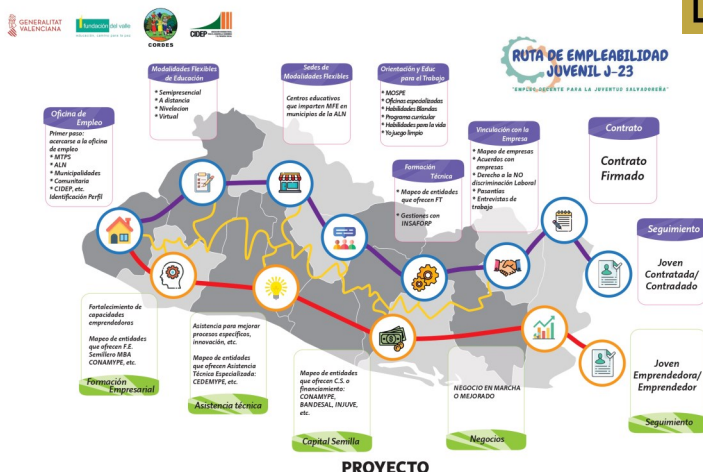 GENERALITAT
VALENCIANA
fundación del valle
CORDES
CIDEP
RUTA DE EMPLEABILIDAD
JUVENIL J-23
"EMPLEO DECENTE PARA LA JUVENTUD SALVADOREÑA"
Oficina de
Empleo
Primer paso:
acercarse a la oficina
de empleo
* MTPS
* ALN
* Municipalidades
* Comunitaria
* CIDEP, etc.
Identificación Perfil
Modalidades Flexibles
de Educación
* Semipresencial
* A distancia
* Nivelacion
* Virtual
Sedes de
Modalidades Flexibles
Centros educativos
que imparten MFE en
municipios de la ALN
Orientación y Educ
para el Trabajo
* MOSPE
* Oficinas especializadas
* Habilidades Blandas
* Programa curricular
* Habilidades para la vida
* Yo juego limpio
Formación
Técnica
* Mapeo de entidades
que ofrecen FT
* Gestiones con
INSAFORP
Vinculación con la
Empresa
* Mapeo de empresas
* Acuerdos con
empresas
* Derecho a la NO
discriminación Laboral
* Pasantías
* Entrevistas de
trabajo
Contrato
Contrato
Firmado
Seguimiento
Joven
Contratada/
Contradado
Fortalecimiento de
capacidades
emprendedoras
Mapeo de entidades
que ofrecen F.E.
Semillero MBA
CONAMYPE, etc.
Formación
Empresarial
Asistencia para mejorar
procesos específicos,
innovación, etc.
Mapeo de entidades
que ofrecen Asistencia
Técnica Especializada:
CEDEMYPE, etc.
Asistencia técnica
Mapeo de entidades
que ofrecen C.S. o
financiamiento:
CONAMYPE,
BANDESAL, INJUVE,
etc.
Capital Semilla
NEGOCIO EN MARCHA
O MEJORADO
Negocios
Joven
Emprendedora/
Emprendedor
Seguimiento
PROYECTO